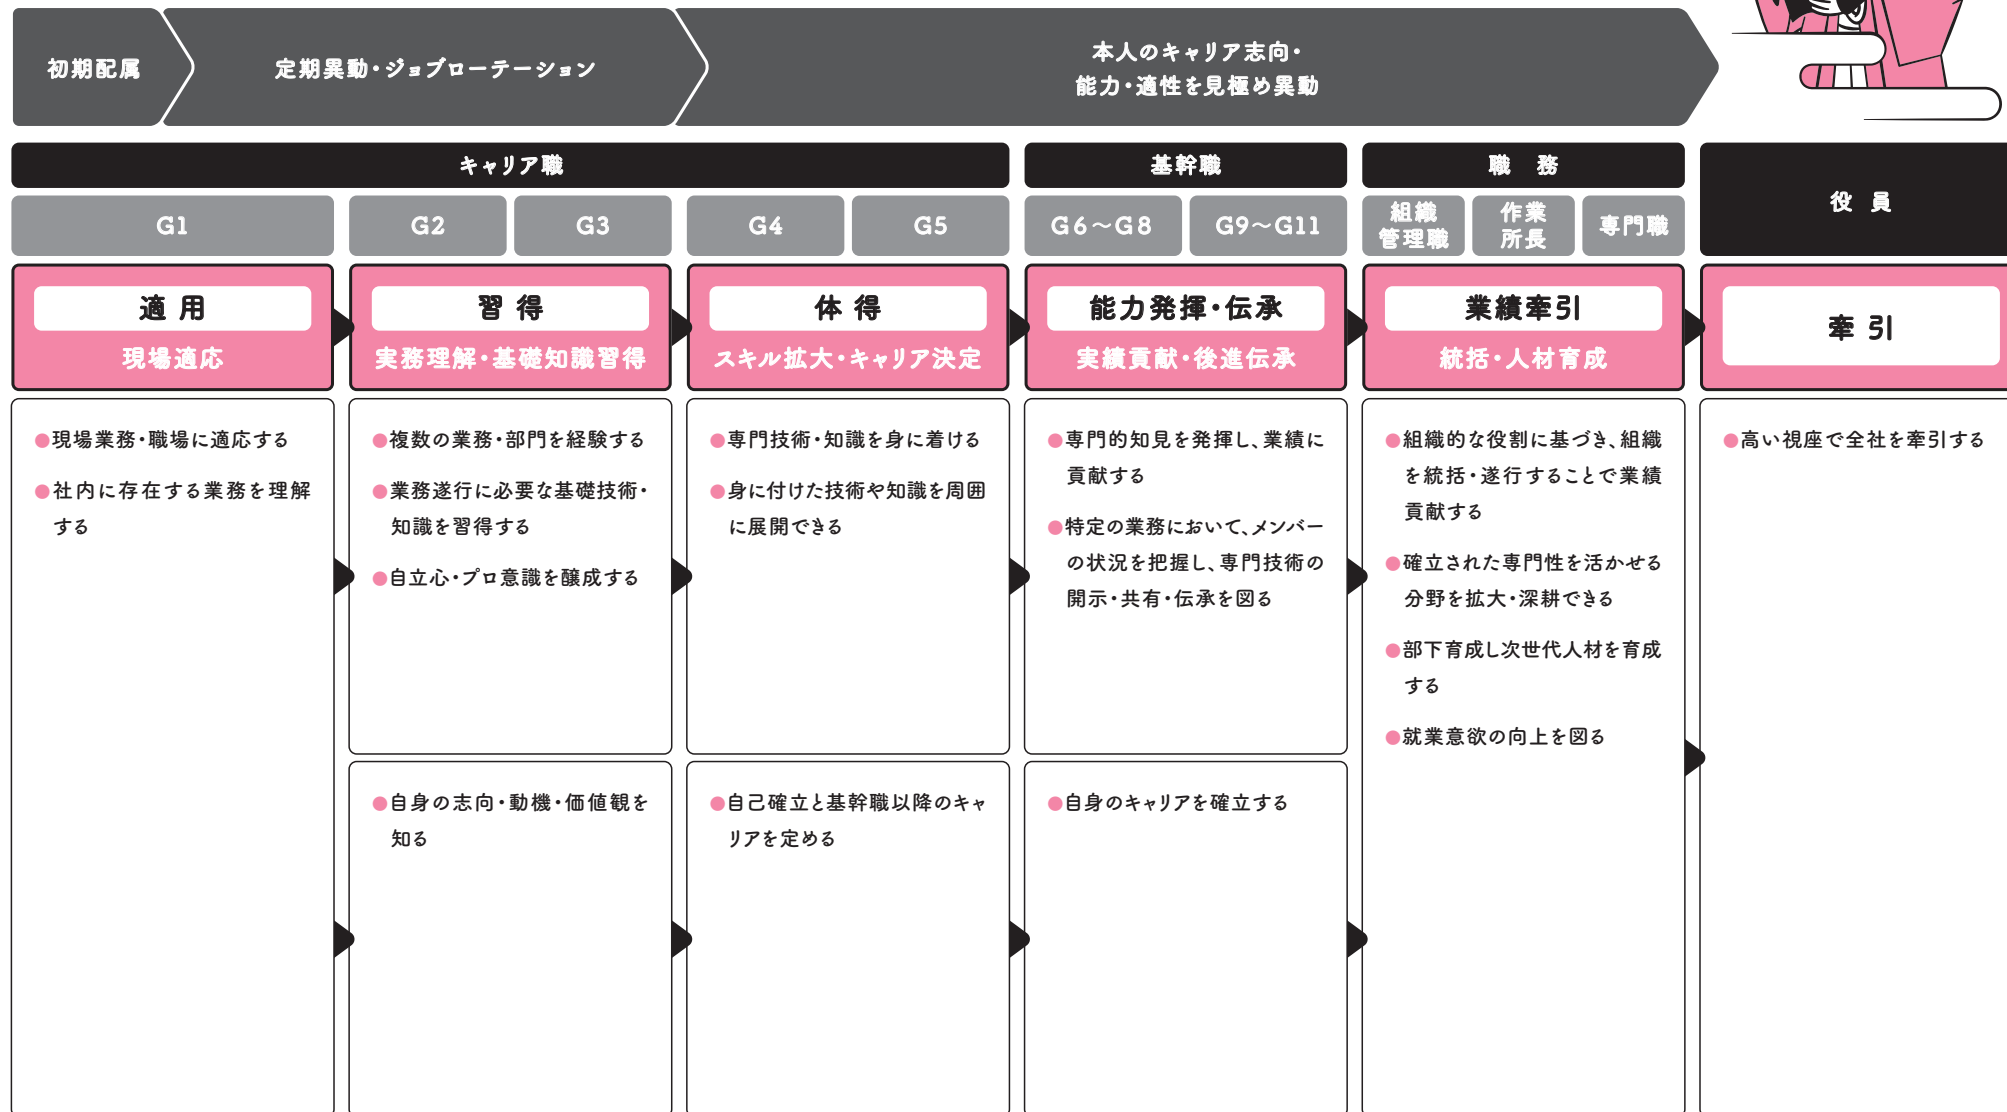 初期配属
定期異動・ジョブローテーション
本人のキャリア志向・
能力・適性を見極め異動
キャリア職
基幹職
職 務
役 員
G1
G2
G3
G4
G5
G6～G8
G9～G11
組織
管理職
作業
所長
専門職
適 用
現場適応
習 得
実務理解・基礎知識習得
体 得
スキル拡大・キャリア決定
能力発揮・伝承
実績貢献・後進伝承
業績牽引
統括・人材育成
牽 引
●現場業務・職場に適応する
●社内に存在する業務を理解
する
●複数の業務・部門を経験する
●業務遂行に必要な基礎技術・
知識を習得する
●自立心・プロ意識を醸成する
●専門技術・知識を身に着ける
●身に付けた技術や知識を周囲
に展開できる
●専門的知見を発揮し、業績に
貢献する
●特定の業務において、メンバー
の状況を把握し、専門技術の
開示・共有・伝承を図る
●組織的な役割に基づき、組織
を統括・遂行することで業績
貢献する
●確立された専門性を活かせる
分野を拡大・深耕できる
●部下育成し次世代人材を育成
する
●就業意欲の向上を図る
●高い視座で全社を牽引する
●自身の志向・動機・価値観を
知る
●自己確立と基幹職以降のキャ
リアを定める
●自身のキャリアを確立する